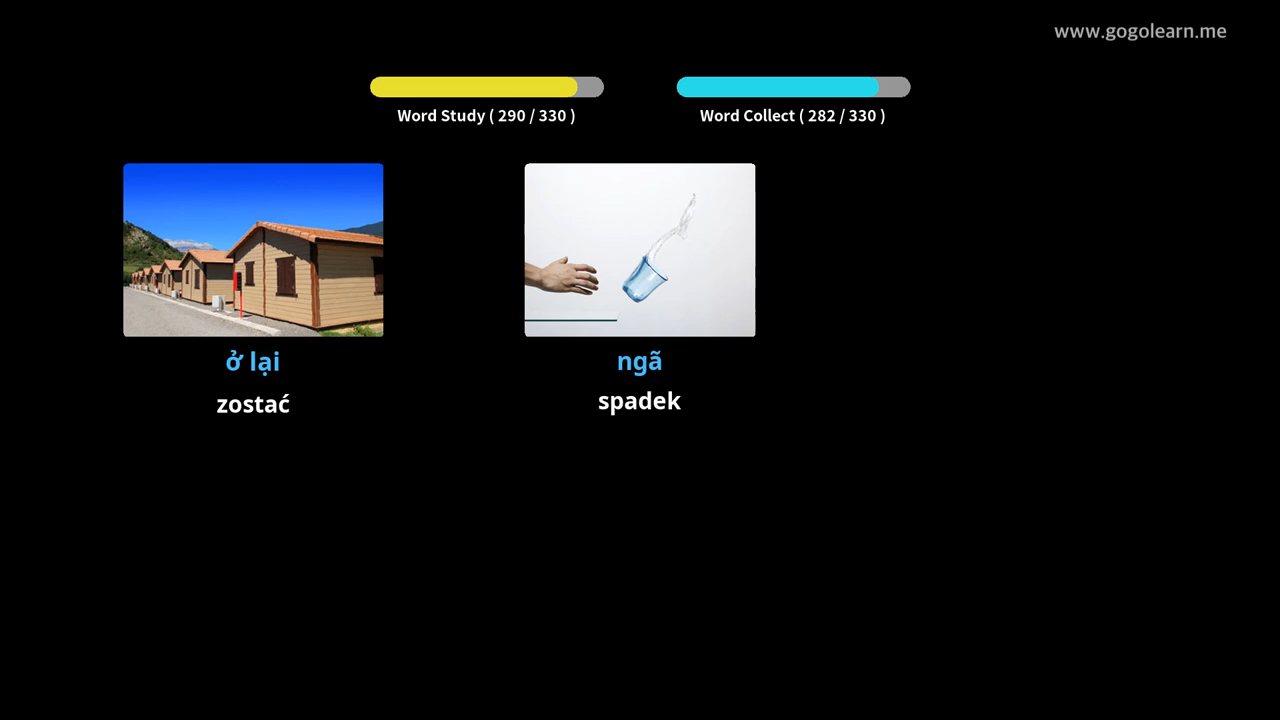 www.gogolearn.me
Word Study ( 290 / 330 )
Word Collect ( 282 / 330 )
ở lại
zostać
ngã
spadek